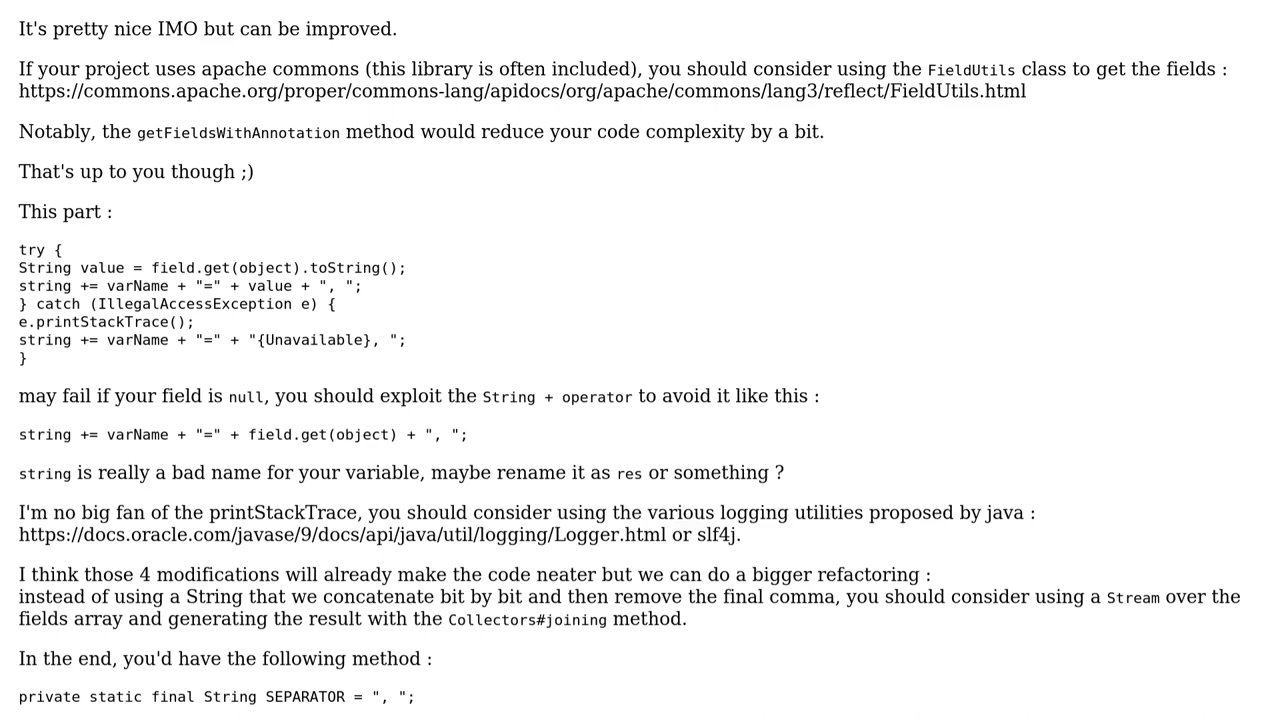 It's pretty nice IMO but can be improved.
If your project uses apache commons (this library is often included), you should consider using the FieldUtils class to get the fields :
https://commons.apache.org/proper/commons-lang/apidocs/org/apache/commons/lang3/reflect/FieldUtils.html
Notably, the getFieldsWithAnnotation method would reduce your code complexity by a bit.
That's up to you though ;)
This part :
try {
String value = field.get(object).toString();
string += varName + "=" + value + ", ";
} catch (IllegalAccessException e) {
e.printStackTrace();
string += varName + "=" + "{Unavailable}, ";
}
may fail if your field is null, you should exploit the String + operator to avoid it like this :
string += varName + "=" + field.get(object) + ", ";
string is really a bad name for your variable, maybe rename it as res or something ?
I'm no big fan of the printStackTrace, you should consider using the various logging utilities proposed by java :
https://docs.oracle.com/javase/9/docs/api/java/util/logging/Logger.html or slf4j.
I think those 4 modifications will already make the code neater but we can do a bigger refactoring :
instead of using a String that we concatenate bit by bit and then remove the final comma, you should consider using a Stream over the
fields array and generating the result with the Collectors#joining method.
In the end, you'd have the following method :
private static final String SEPARATOR = ", ";